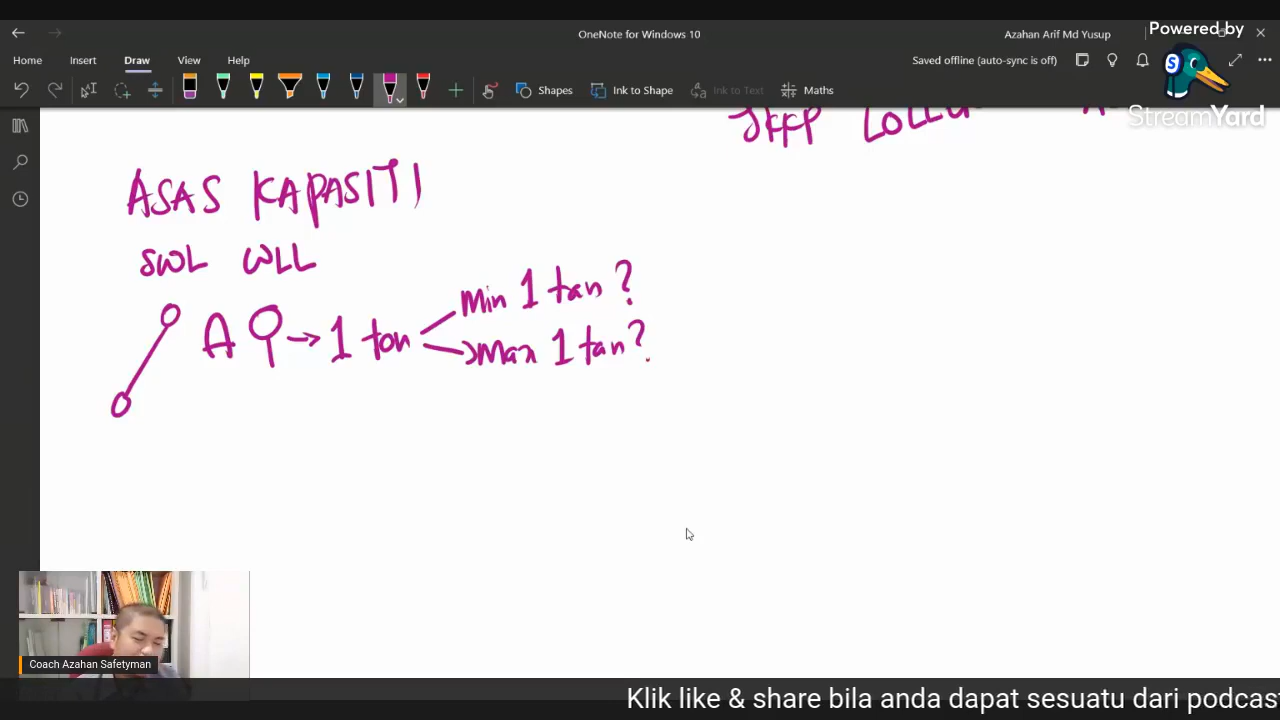 Powered by
OneNote for Windows 10
Azahan Arif Md Yusup
Home Insert Draw View Help
Saved offline (auto-sync is off)
StreamYard
Shapes Ink to Shape Ink to Text Maths
ASAS KAPASITI
SWL WLL
Min 1 tan?
A → 1 ton
Max 1 tan?
Coach Azahan Safetyman
Klik like & share bila anda dapat sesuatu dari podcas